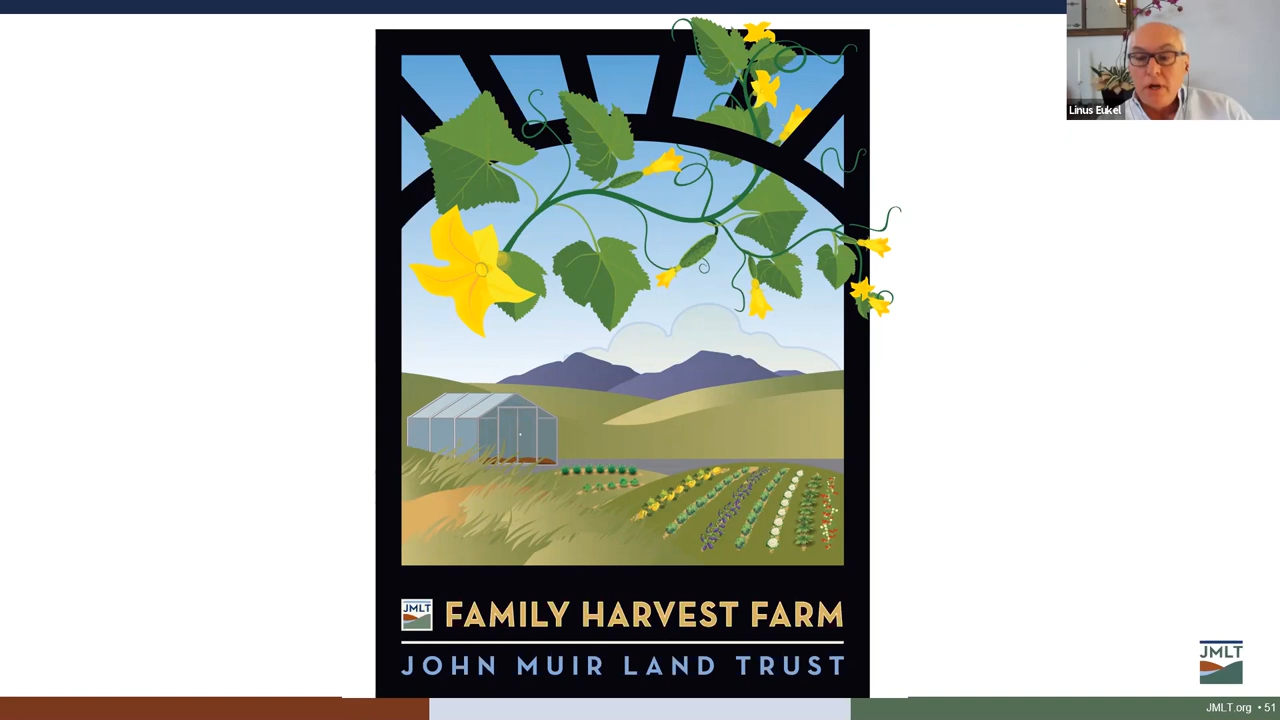 Linus Eukel
JMLT FAMILY HARVEST FARM
JOHN MUIR LAND TRUST
JMLT
JMLT.org • 51